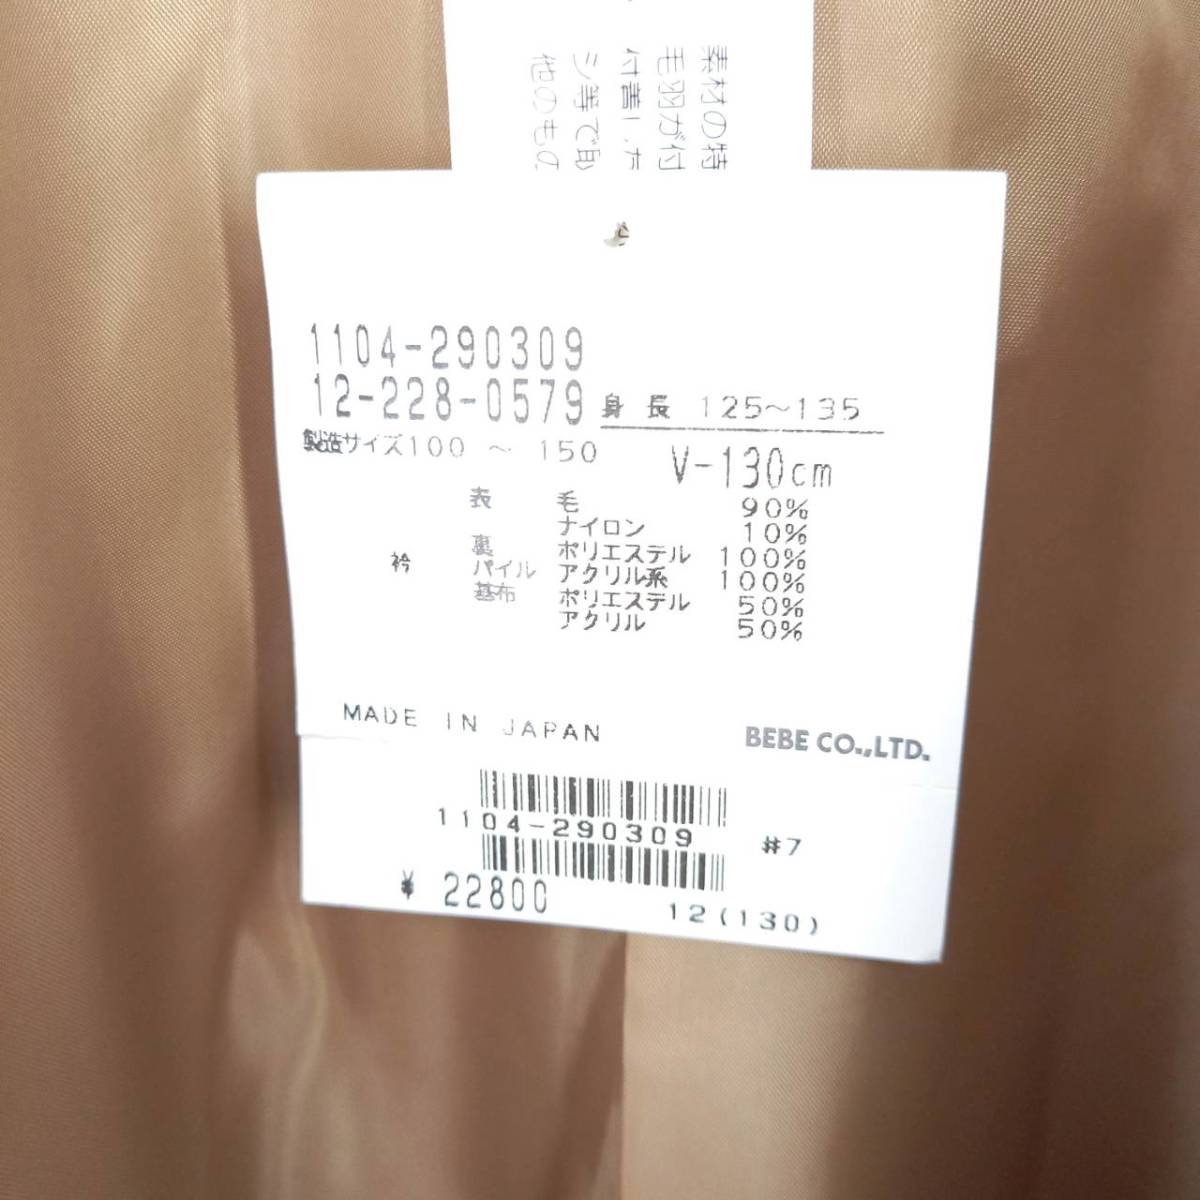 素材の特
毛羽が付
付着した
シ等で取
他のもの
1104-290309
12-228-0579
身長 125~135
製造サイズ100 ~ 150
V-130cm
表 毛 90%
ナイロン 10%
裏 ポリエステル 100%
衿 パイル アクリル系 100%
基布 ポリエステル 50%
アクリル 50%
MADE IN JAPAN
BEBE CO.,LTD.
1104-290309
#7
¥ 22800
12(130)